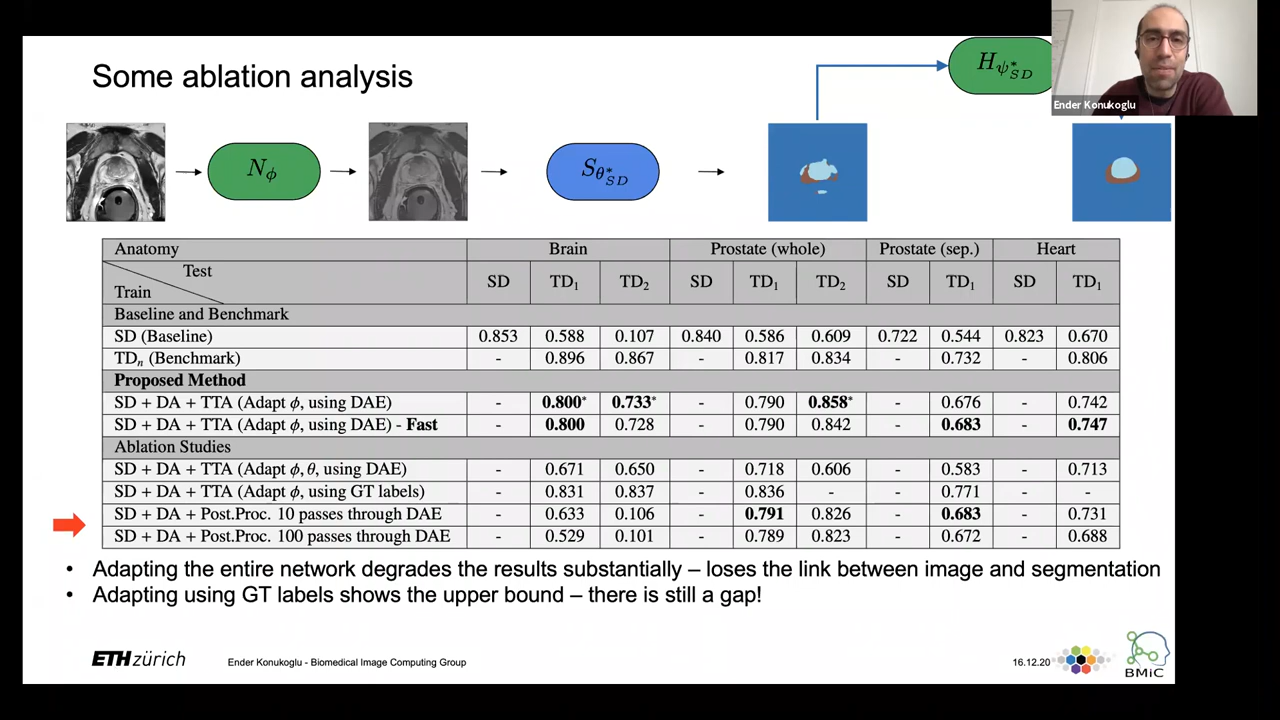 Some ablation analysis
H_ψ*_SD
Ender Konukoglu
N_ϕ
S_θ*_SD
Anatomy Brain Prostate (whole) Prostate (sep.) Heart
Test
Train
SD TD₁ TD₂ SD TD₁ TD₂ SD TD₁ SD TD₁
Baseline and Benchmark
SD (Baseline) 0.853 0.588 0.107 0.840 0.586 0.609 0.722 0.544 0.823 0.670
TDₙ (Benchmark) - 0.896 0.867 - 0.817 0.834 - 0.732 - 0.806
Proposed Method
SD + DA + TTA (Adapt ϕ, using DAE) - 0.800* 0.733* - 0.790 0.858* - 0.676 - 0.742
SD + DA + TTA (Adapt ϕ, using DAE) - Fast - 0.800 0.728 - 0.790 0.842 - 0.683 - 0.747
Ablation Studies
SD + DA + TTA (Adapt ϕ, θ, using DAE) - 0.671 0.650 - 0.718 0.606 - 0.583 - 0.713
SD + DA + TTA (Adapt ϕ, using GT labels) - 0.831 0.837 - 0.836 - - 0.771 - -
SD + DA + Post.Proc. 10 passes through DAE - 0.633 0.106 - 0.791 0.826 - 0.683 - 0.731
SD + DA + Post.Proc. 100 passes through DAE - 0.529 0.101 - 0.789 0.823 - 0.672 - 0.688
• Adapting the entire network degrades the results substantially – loses the link between image and segmentation
• Adapting using GT labels shows the upper bound – there is still a gap!
ETH zürich Ender Konukoglu - Biomedical Image Computing Group 16.12.20
BMiC